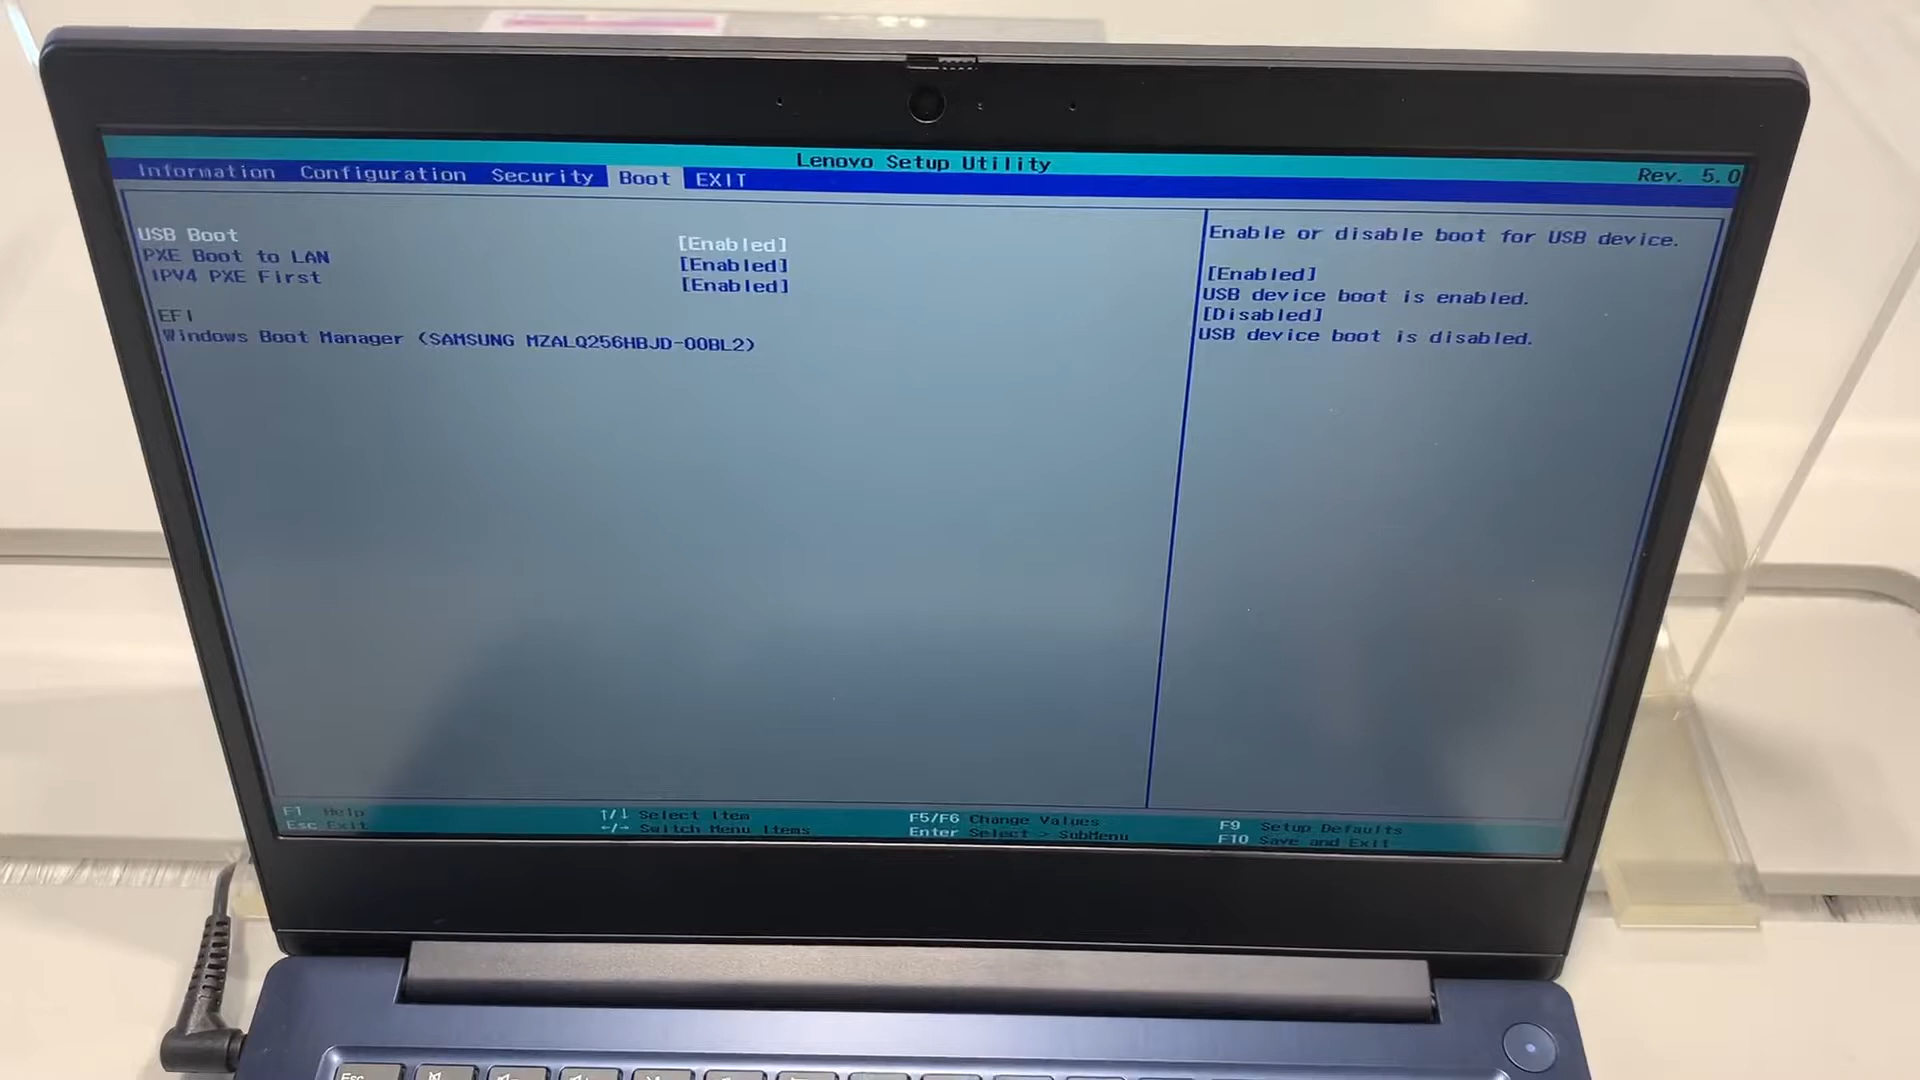 Lenovo Setup Utility
Rev. 5.0
Information Configuration Security Boot EXIT
USB Boot [Enabled]
PXE Boot to LAN [Enabled]
IPV4 PXE First [Enabled]
EFI
Windows Boot Manager (SAMSUNG MZALQ256HBJD-00BL2)
Enable or disable boot for USB device.
[Enabled]
USB device boot is enabled.
[Disabled]
USB device boot is disabled.
F1 Help ↑/↓ Select Item F5/F6 Change Values F9 Setup Defaults
Esc Exit ←/→ Switch Menu Items Enter Select > SubMenu F10 Save and Exit
Esc